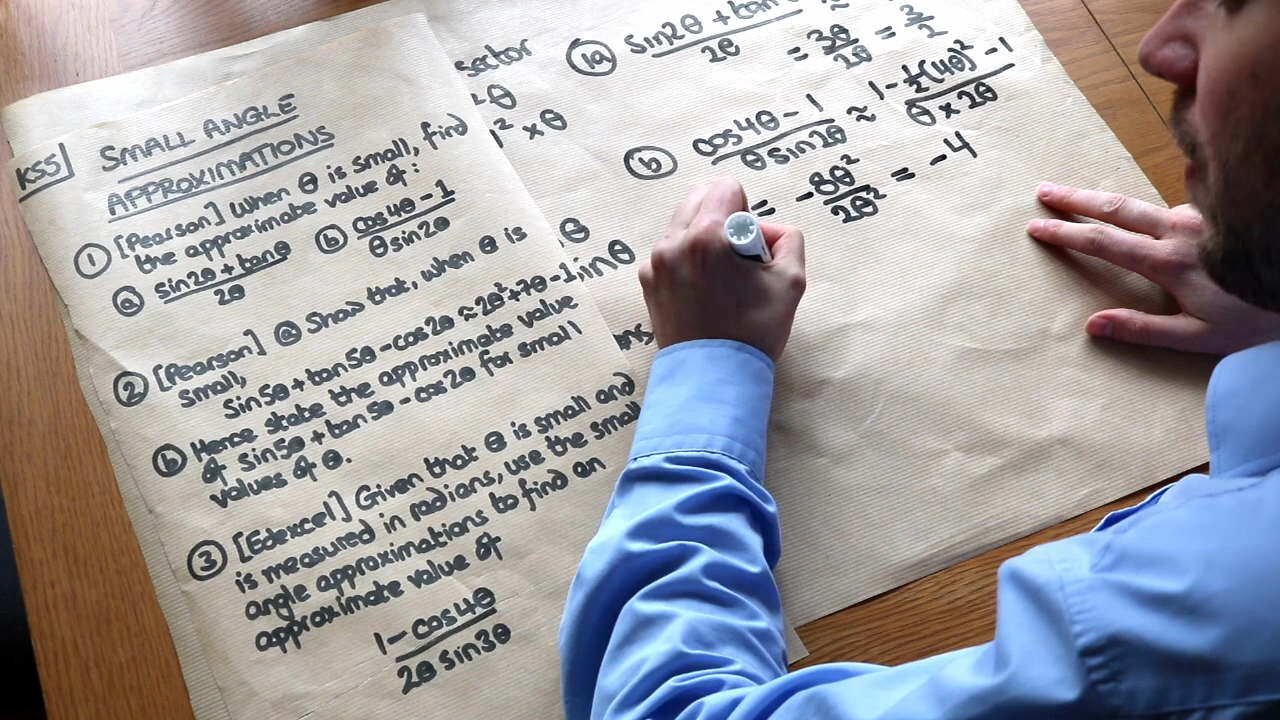 KS5
SMALL ANGLE
APPROXIMATIONS
① [Pearson] When θ is small, find
the approximate value of:
ⓐ sin2θ + tanθ / 2θ ⓑ cos4θ - 1 / θsin2θ
② [Pearson] ⓐ Show that, when θ is
small,
sin5θ + tan5θ - cos2θ ≈ 2θ² + 7θ - 1
ⓑ Hence state the approximate value
of sin5θ + tan5θ - cos2θ for small
values of θ.
③ [Edexcel] Given that θ is small and
is measured in radians, use the small
angle approximations to find an
approximate value of
1 - cos4θ / 2θ sin3θ
sector
θ
² × θ
θ
in θ
①a sin2θ + tan / 2θ ≈
= 3θ / 2θ = 3 / 2
ⓑ cos4θ - 1 / θ sin2θ ≈ 1 - ½(4θ)² - 1 / θ × 2θ
= -8θ² / 2θ² = -4